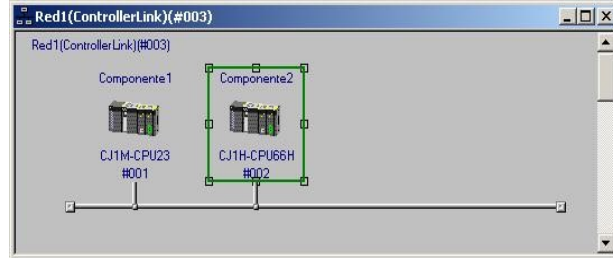 Red1(ControllerLink)(#003)
Red1(ControllerLink)(#003)
Componente1
Componente2
CJ1M-CPU23
CJ1H-CPU66H
#001
#002